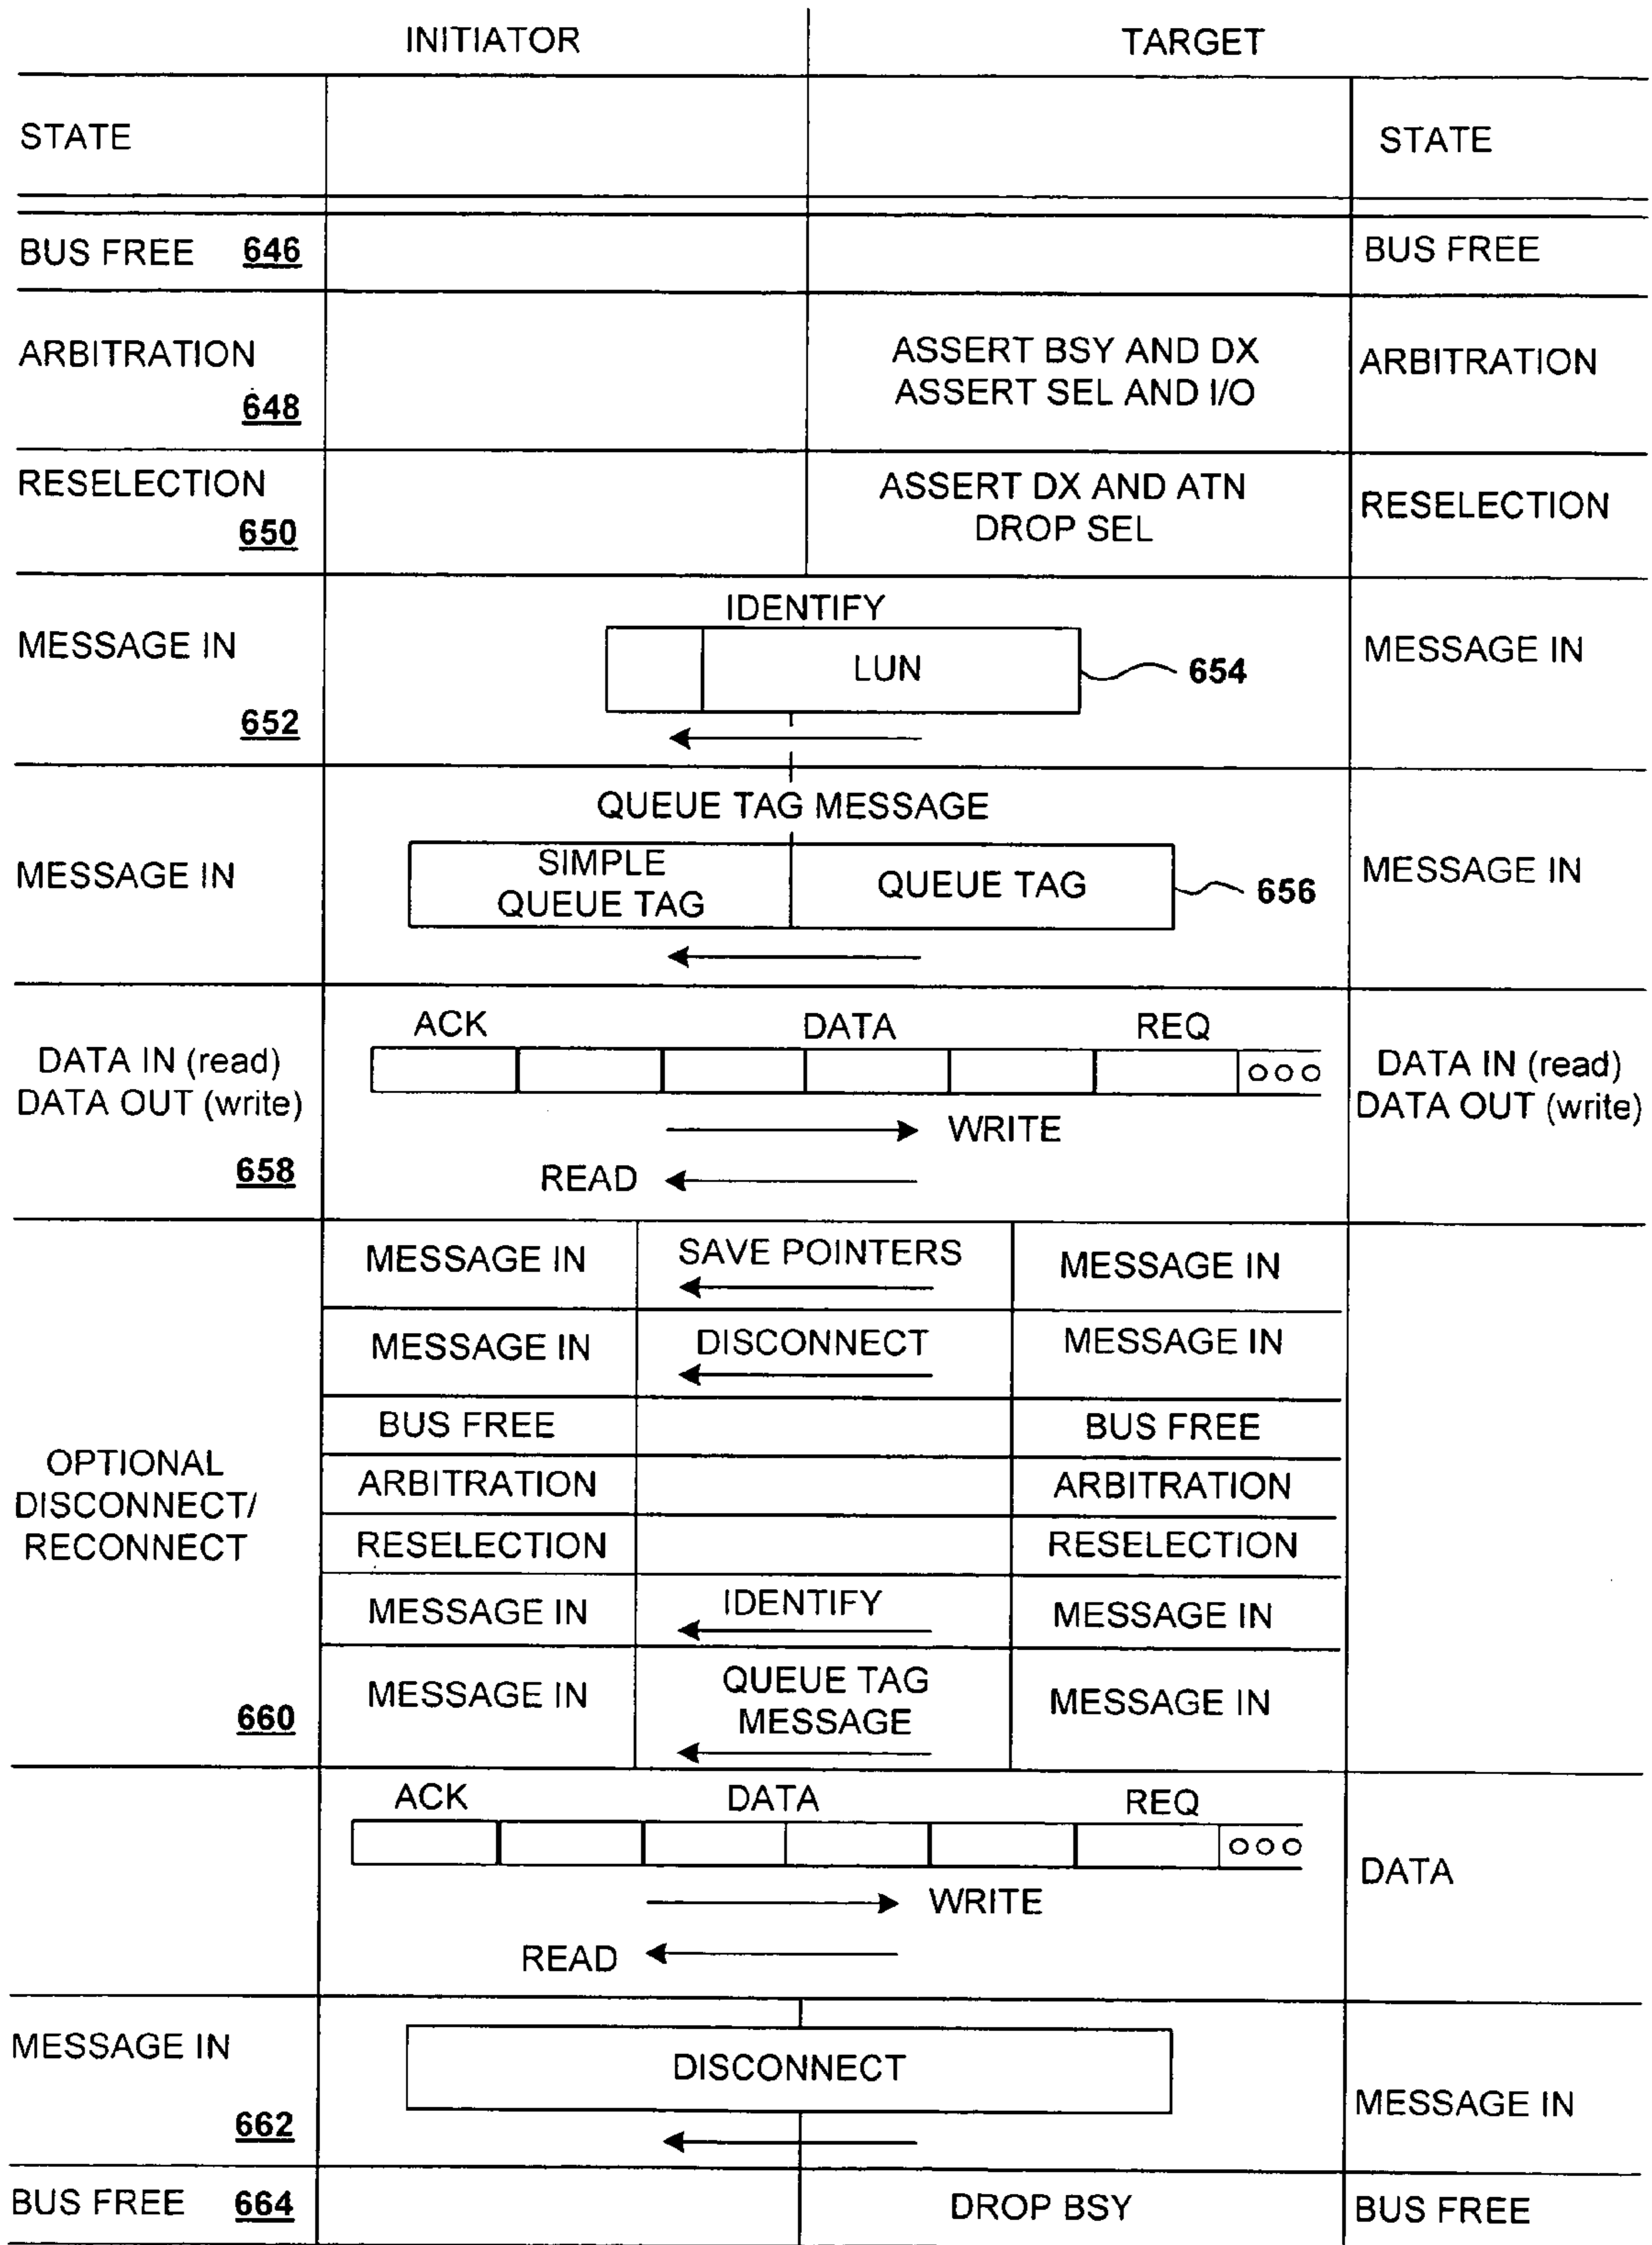 INITIATOR TARGET
STATE STATE
BUS FREE 646 BUS FREE
ARBITRATION
648
ASSERT BSY AND DX
ASSERT SEL AND I/O
ARBITRATION
RESELECTION
650
ASSERT DX AND ATN
DROP SEL
RESELECTION
MESSAGE IN
652
IDENTIFY
LUN
654
MESSAGE IN
MESSAGE IN
QUEUE TAG MESSAGE
SIMPLE
QUEUE TAG
QUEUE TAG
656
MESSAGE IN
DATA IN (read)
DATA OUT (write)
658
ACK DATA REQ
WRITE
READ
DATA IN (read)
DATA OUT (write)
OPTIONAL
DISCONNECT/
RECONNECT
660
MESSAGE IN SAVE POINTERS MESSAGE IN
MESSAGE IN DISCONNECT MESSAGE IN
BUS FREE BUS FREE
ARBITRATION ARBITRATION
RESELECTION RESELECTION
MESSAGE IN IDENTIFY MESSAGE IN
MESSAGE IN
QUEUE TAG
MESSAGE
MESSAGE IN
ACK DATA REQ
WRITE
READ
DATA
MESSAGE IN
662
DISCONNECT
MESSAGE IN
BUS FREE 664 DROP BSY BUS FREE